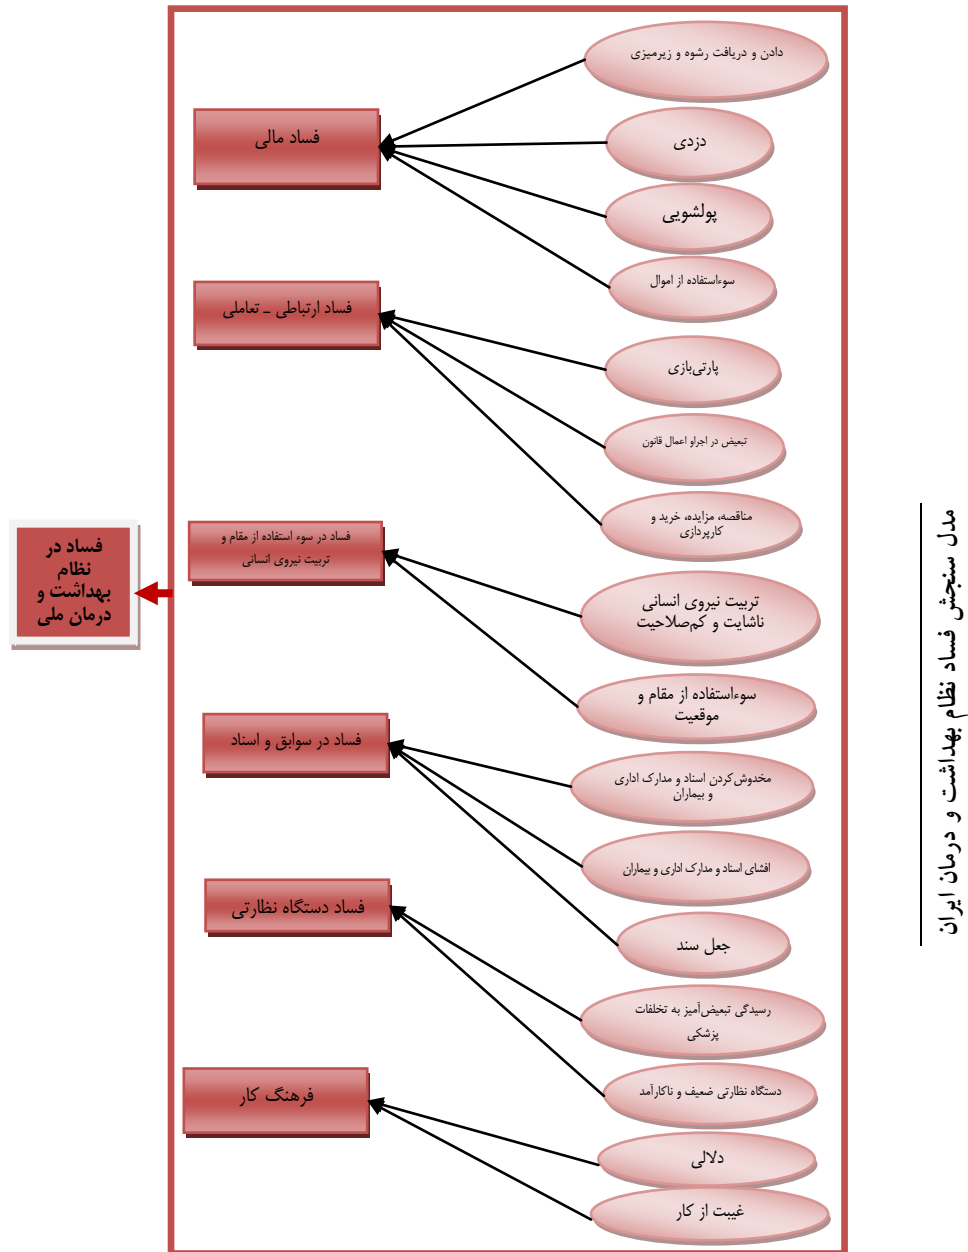 مدل سنجش فساد نظام بهداشت و درمان ایران
دادن و دریافت رشوه و زیرمیزی
دزدی
پولشویی
سوءاستفاده از اموال
پارتی‌بازی
تبعیض در اجراو اعمال قانون
مناقصه، مزایده، خرید و
کارپردازی
تربیت نیروی انسانی
ناشایت و کم‌صلاحیت
سوءاستفاده از مقام و
موقعیت
مخدوش‌کردن اسناد و مدارک اداری
و بیماران
افشای اسناد و مدارک اداری و بیماران
جعل سند
رسیدگی تبعیض‌آمیز به تخلفات
پزشکی
دستگاه نظارتی ضعیف و ناکارآمد
دلالی
غیبت از کار
فساد مالی
فساد ارتباطی ـ تعاملی
فساد در سوء استفاده از مقام و
تربیت نیروی انسانی
فساد در سوابق و اسناد
فساد دستگاه نظارتی
فرهنگ کار
فساد در
نظام
بهداشت و
درمان ملی